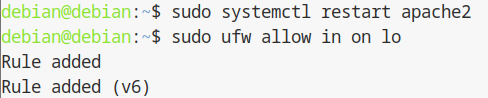 debian@debian:~$ sudo systemctl restart apache2
debian@debian:~$ sudo ufw allow in on lo
Rule added
Rule added (v6)